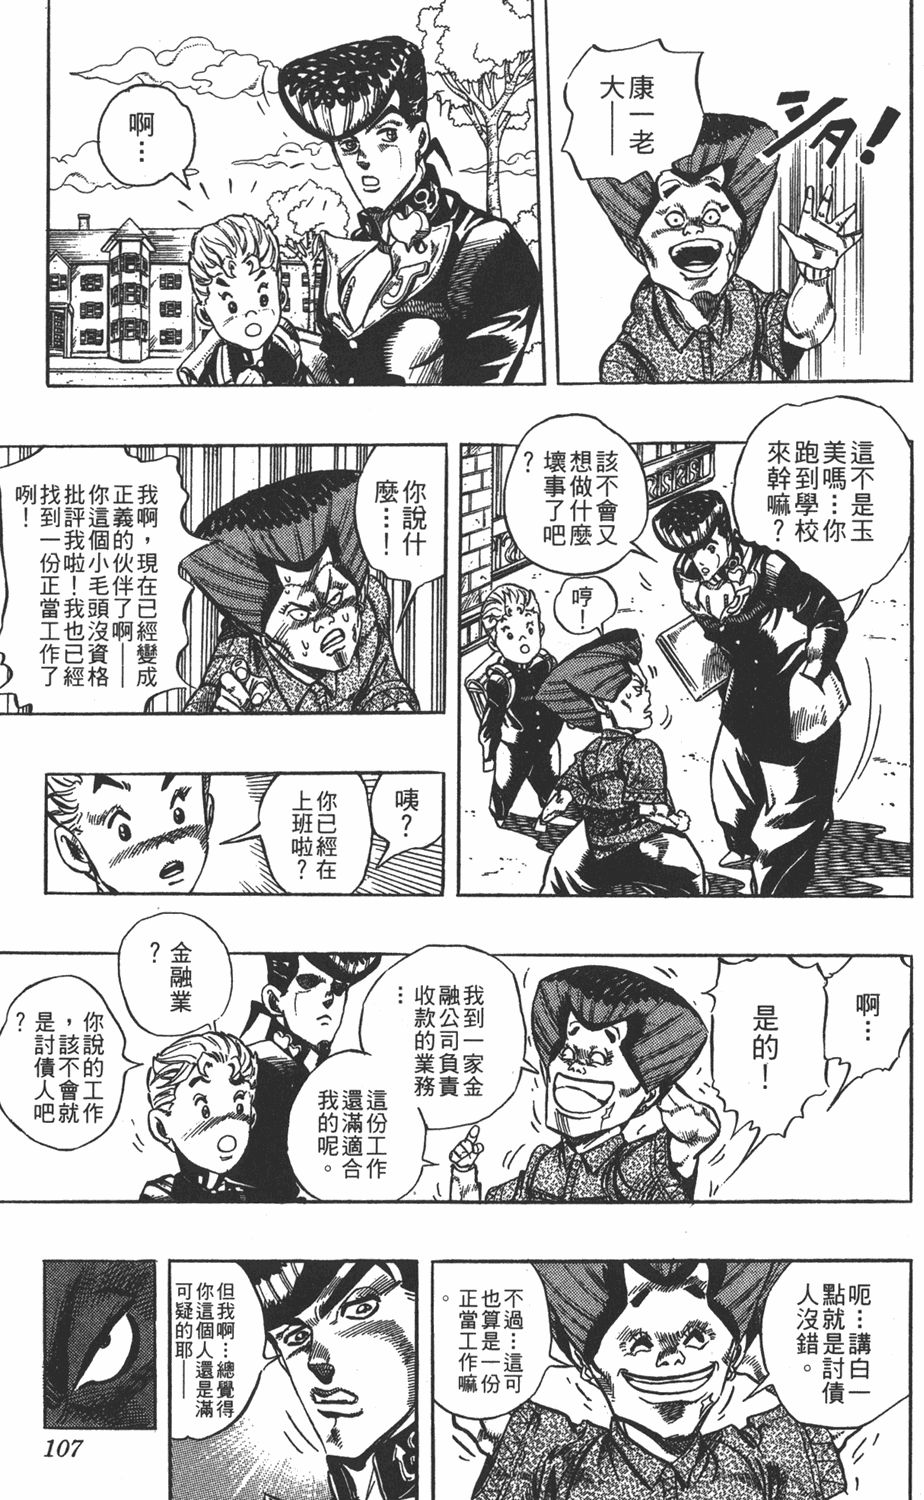 康一老
大——
シタ！
啊…
這不是玉
美嗎…你
跑到學校
來幹嘛？
該不會又
想做什麼
壞事了吧
？
哼！
你說什
麼…！
我啊，現在已經變成
正義的伙伴了啊——
你這個小毛頭沒資格
批評我啦！我也已經
找到一份正當工作了
咧！
咦？
你已經在
上班啦？
啊…
是的！
我到一家金
融公司負責
收款的業務
…
這份工作
還滿適合
我的呢。
金融業
？
你說的工作
，該不會就
是討債人吧
？
呃…講白一
點就是討債
人沒錯。
不過…這可
也算是一份
正當工作嘛
。
但我啊…總覺得
你這個人還是滿
可疑的耶——
107